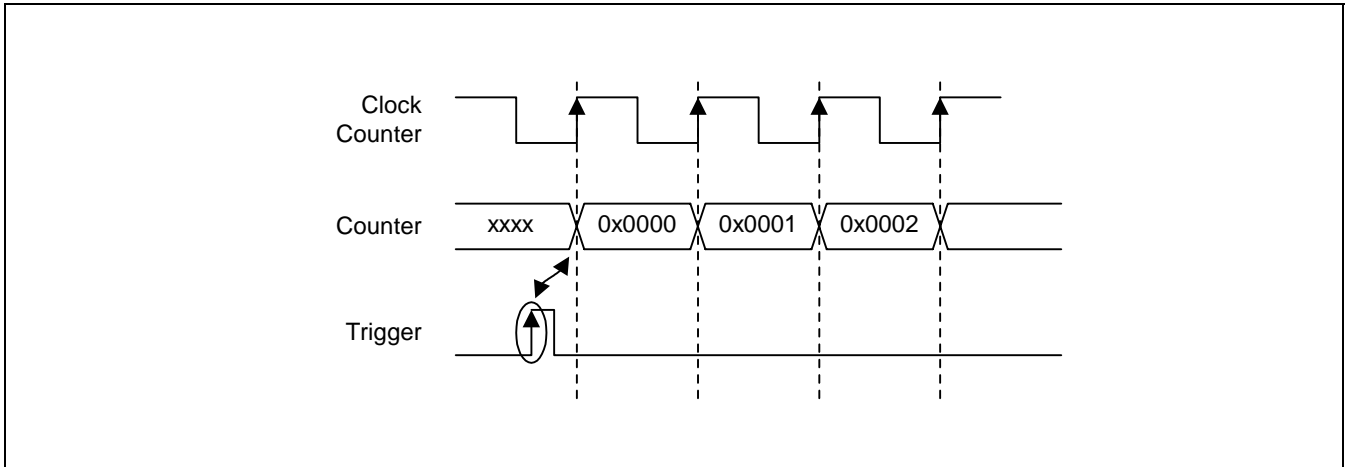 Clock
Counter
Counter
xxxx
0x0000
0x0001
0x0002
Trigger